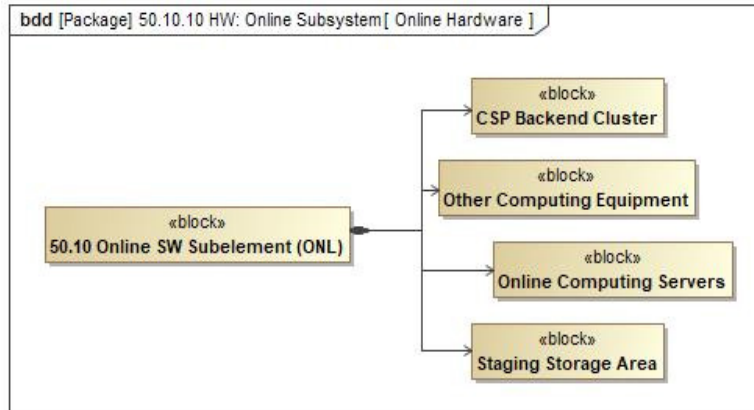 bdd [Package] 50.10.10 HW: Online Subsystem[ Online Hardware ]
«block»
CSP Backend Cluster
«block»
Other Computing Equipment
«block»
50.10 Online SW Subelement (ONL)
«block»
Online Computing Servers
«block»
Staging Storage Area